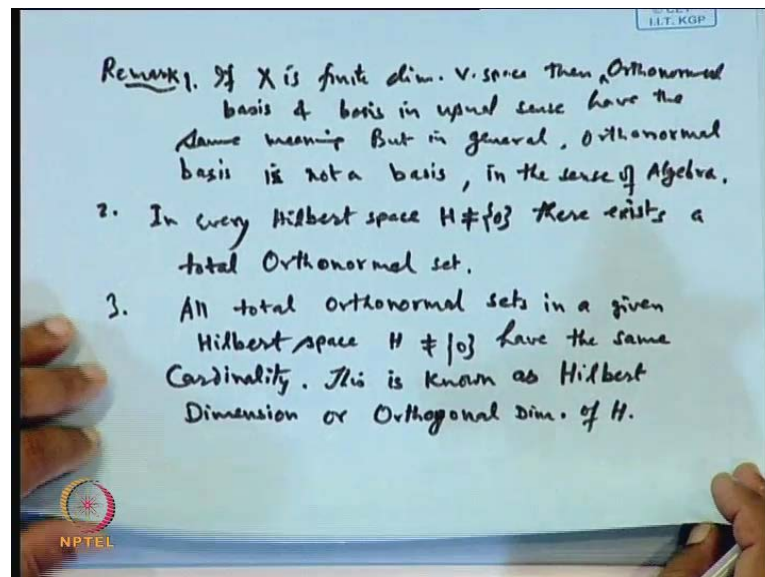 I.I.T. KGP
Remark 1. If X is finite dim. V. space then Orthonormal
basis & basis in usual sense have the
same meaning But in general, Orthonormal
basis is not a basis, in the sense of Algebra.
2. In every Hilbert space H ≠ {0} there exists a
total Orthonormal set.
3. All total orthonormal sets in a given
Hilbert space H ≠ {0} have the same
Cardinality. This is known as Hilbert
Dimension or Orthogonal Dim. of H.
NPTEL